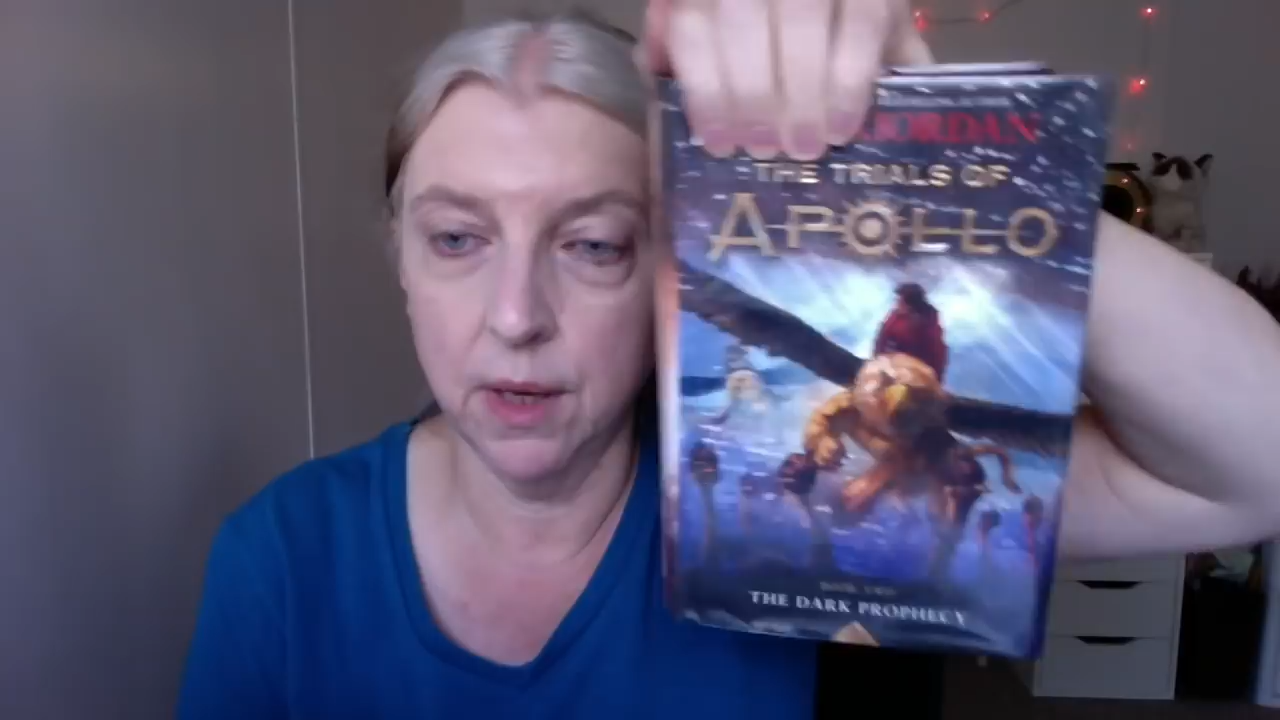 RIORDAN
THE TRIALS OF
APOLLO
BOOK TWO
THE DARK PROPHECY